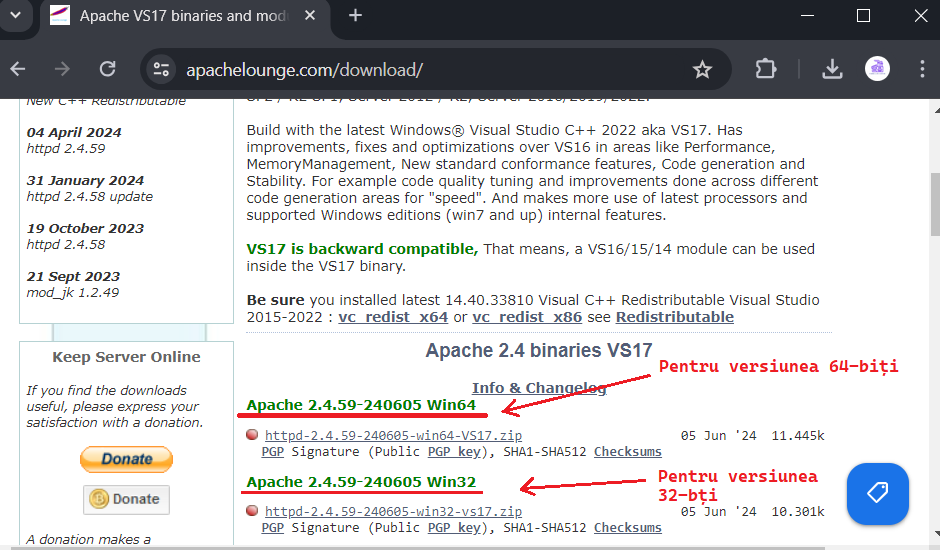 Apache VS17 binaries and modu
apachelounge.com/download/
New C++ Redistributable
04 April 2024
httpd 2.4.59
31 January 2024
httpd 2.4.58 update
19 October 2023
httpd 2.4.58
21 Sept 2023
mod_jk 1.2.49
Keep Server Online
If you find the downloads
useful, please express your
satisfaction with a donation.
Donate
Donate
A donation makes a
Build with the latest Windows® Visual Studio C++ 2022 aka VS17. Has
improvements, fixes and optimizations over VS16 in areas like Performance,
MemoryManagement, New standard conformance features, Code generation and
Stability. For example code quality tuning and improvements done across different
code generation areas for "speed". And makes more use of latest processors and
supported Windows editions (win7 and up) internal features.
VS17 is backward compatible, That means, a VS16/15/14 module can be used
inside the VS17 binary.
Be sure you installed latest 14.40.33810 Visual C++ Redistributable Visual Studio
2015-2022 : vc_redist_x64 or vc_redist_x86 see Redistributable
Apache 2.4 binaries VS17
Info & Changelog
Pentru versiunea 64-biți
Apache 2.4.59-240605 Win64
httpd-2.4.59-240605-win64-VS17.zip 05 Jun '24 11.445k
PGP Signature (Public PGP key), SHA1-SHA512 Checksums
Apache 2.4.59-240605 Win32
Pentru versiunea
32-bți
httpd-2.4.59-240605-win32-vs17.zip 05 Jun '24 10.301k
PGP Signature (Public PGP key), SHA1-SHA512 Checksums